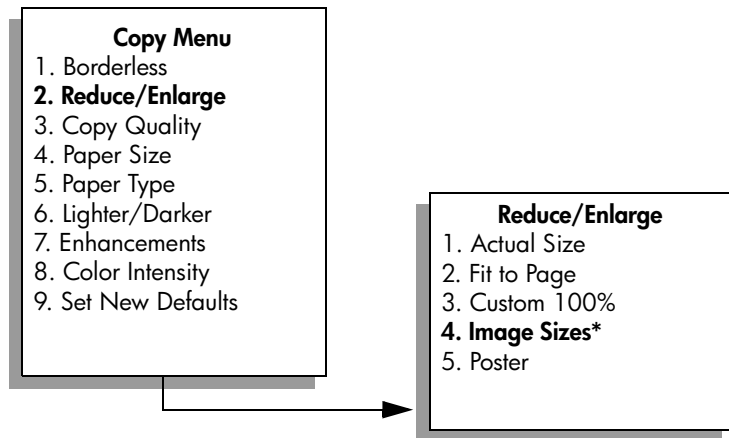 Copy Menu
1. Borderless
2. Reduce/Enlarge
3. Copy Quality
4. Paper Size
5. Paper Type
6. Lighter/Darker
7. Enhancements
8. Color Intensity
9. Set New Defaults
Reduce/Enlarge
1. Actual Size
2. Fit to Page
3. Custom 100%
4. Image Sizes*
5. Poster